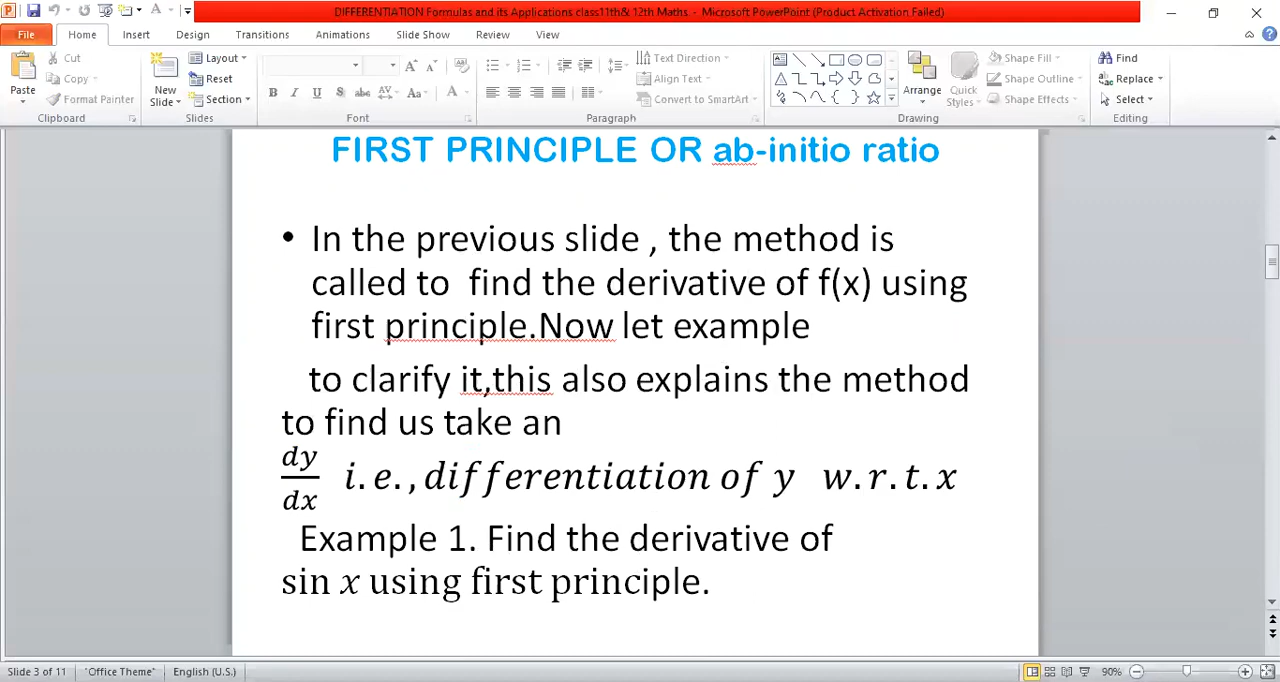 DIFFERENTIATION Formulas and its Applications class11th& 12th Maths. - Microsoft PowerPoint (Product Activation Failed)
File Home Insert Design Transitions Animations Slide Show Review View
Paste Cut Copy Format Painter
New Slide Layout Reset Section
B I U S abc AV Aa A
Text Direction Align Text Convert to SmartArt
Arrange Quick Styles Shape Fill Shape Outline Shape Effects
Find Replace Select
Clipboard Slides Font Paragraph Drawing Editing
FIRST PRINCIPLE OR ab-initio ratio
• In the previous slide , the method is
called to find the derivative of f(x) using
first principle.Now let example
to clarify it,this also explains the method
to find us take an
dy/dx i.e.,differentiation of y w.r.t.x
Example 1. Find the derivative of
sin x using first principle.
Slide 3 of 11 "Office Theme" English (U.S.) 90%